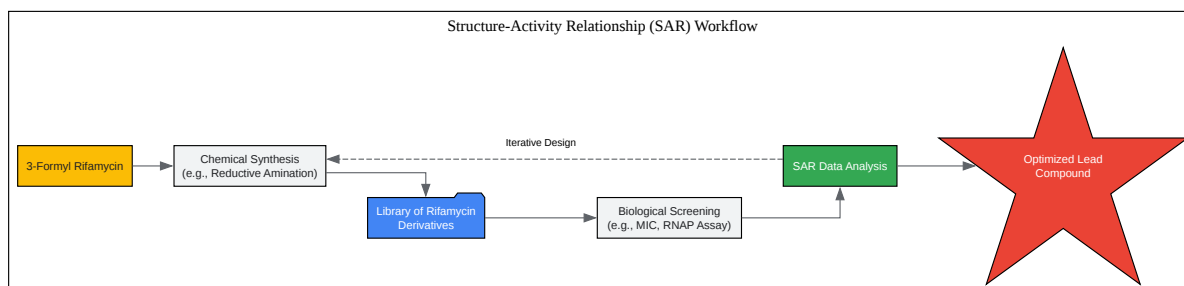 Structure-Activity Relationship (SAR) Workflow
3-Formyl Rifamycin
Chemical Synthesis
(e.g., Reductive Amination)
Iterative Design
Library of Rifamycin
Derivatives
Biological Screening
(e.g., MIC, RNAP Assay)
SAR Data Analysis
Optimized Lead
Compound